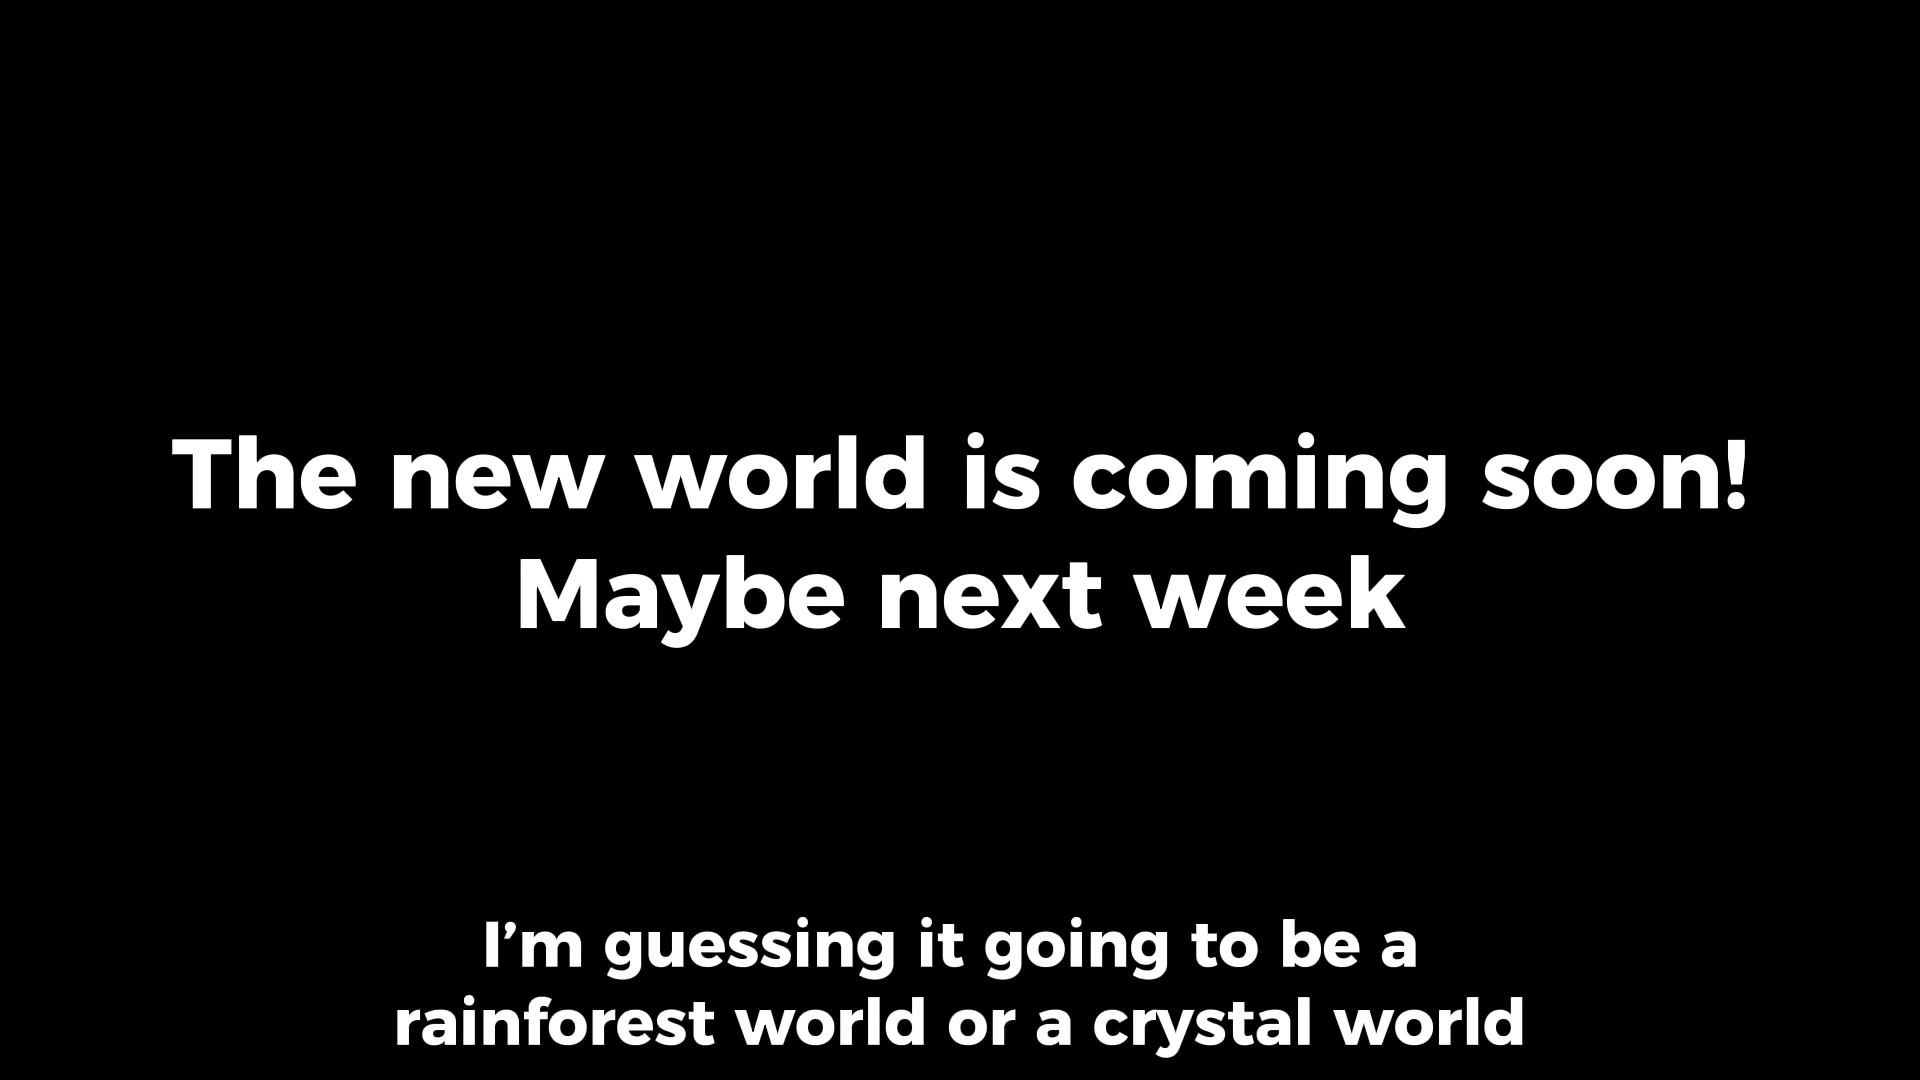 The new world is coming soon!
Maybe next week
I’m guessing it going to be a
rainforest world or a crystal world